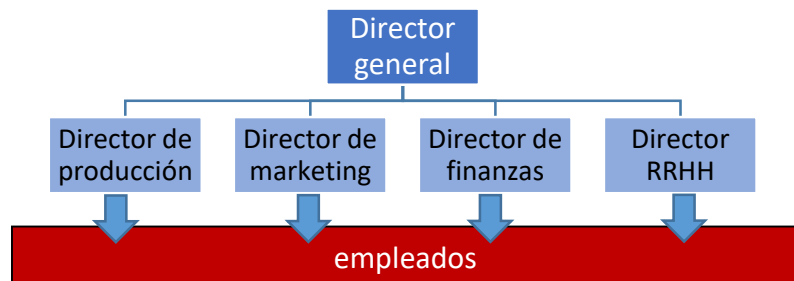 Director
general
Director de
producción
Director de
marketing
Director de
finanzas
Director
RRHH
empleados